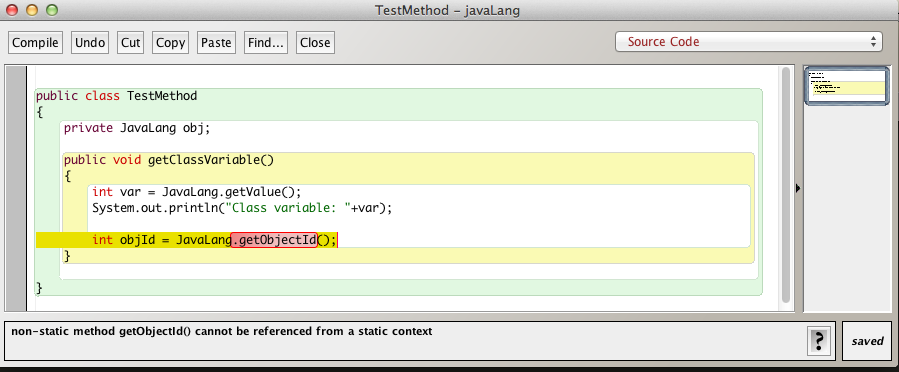 TestMethod - javaLang
Compile Undo Cut Copy Paste Find... Close Source Code
public class TestMethod
{
private JavaLang obj;
public void getClassVariable()
{
int var = JavaLang.getValue();
System.out.println("Class variable: "+var);
int objId = JavaLang.getObjectId();
}
}
non-static method getObjectId() cannot be referenced from a static context
? saved